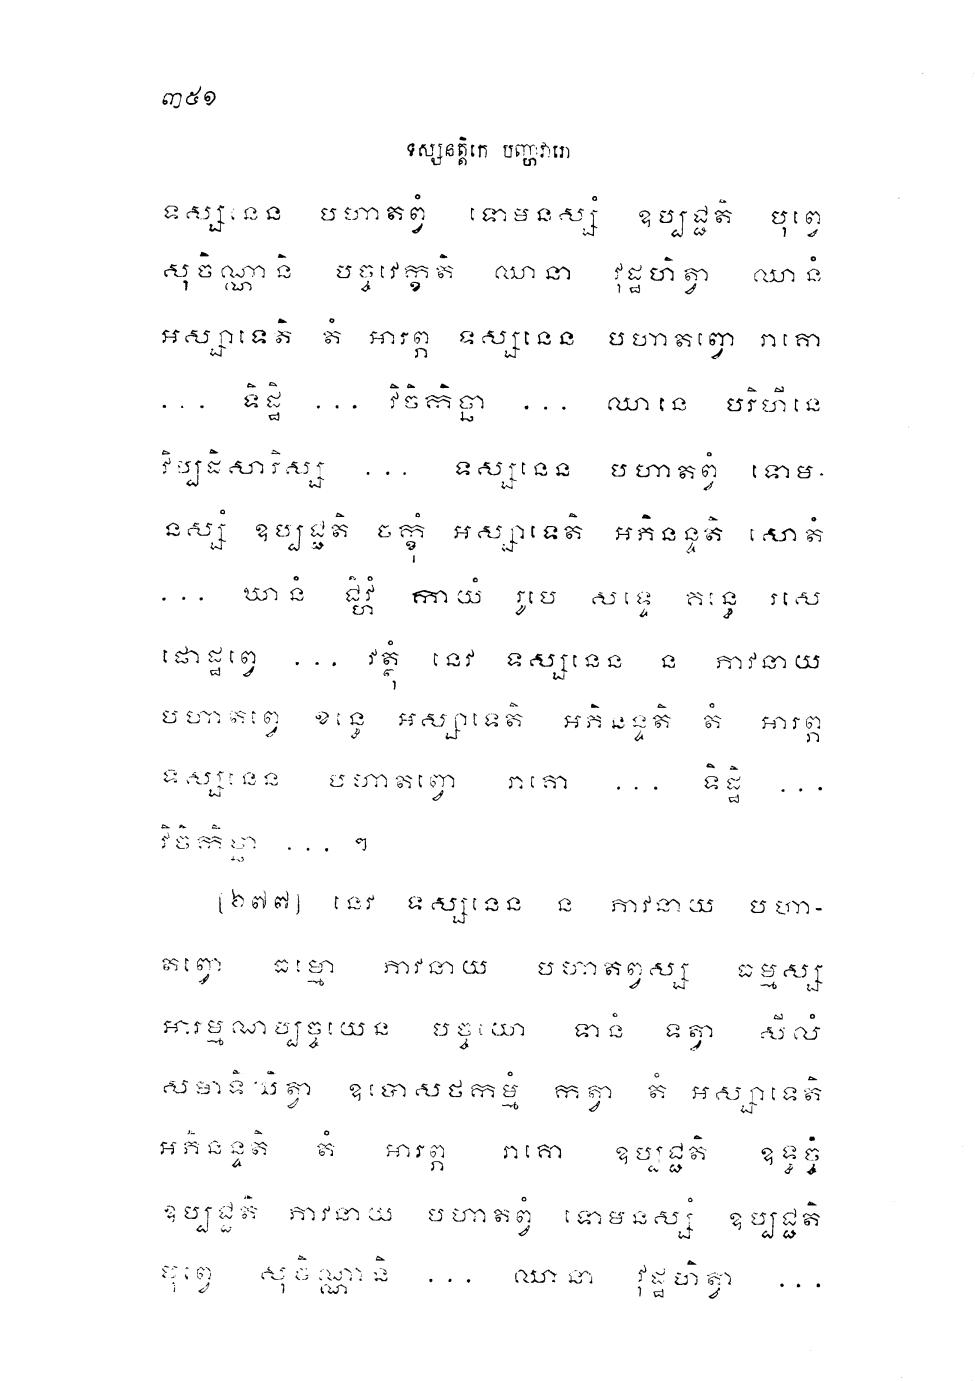 ៣៥១
ទស្សនត្តិកេ បញ្ហាវារោ
ទស្សនេន បហាតព្វំ ទោមនស្សំ ឧប្បជ្ជតិ បុព្វេ
សុចិណ្ណានិ បច្ចវេក្ខតិ ឈានា វុដ្ឋហិត្វា ឈានំ
អស្សាទេតិ តំ អារព្ភ ទស្សនេន បហាតព្វោ រាគោ
... ទិដ្ឋិ ... វិចិកិច្ឆា ... ឈានេ បរិហីនេ
វិប្បដិសារិស្ស ... ទស្សនេន បហាតព្វំ ទោម-
នស្សំ ឧប្បជ្ជតិ ចក្ខុំ អស្សាទេតិ អភិនន្ទតិ សោតំ
... ឃានំ ជិវ្ហំ កាយំ រូបេ សទ្ទេ គន្ធេ រសេ
ផោដ្ឋព្វេ ... វត្ថុំ នេវ ទស្សនេន ន ភាវនាយ
បហាតព្វេ ខន្ធេ អស្សាទេតិ អភិនន្ទតិ តំ អារព្ភ
ទស្សនេន បហាតព្វោ រាគោ ... ទិដ្ឋិ ...
វិចិកិច្ឆា ... ។
[២៧៧] នេវ ទស្សនេន ន ភាវនាយ បហា-
តព្វោ ធម្មោ ភាវនាយ បហាតព្វស្ស ធម្មស្ស
អារម្មណប្បច្ចយេន បច្ចយោ ទានំ ទត្វា សីលំ
សមាទិយិត្វា ឧបោសថកម្មំ កត្វា តំ អស្សាទេតិ
អភិនន្ទតិ តំ អារព្ភ រាគោ ឧប្បជ្ជតិ ឧទ្ធច្ចំ
ឧប្បជ្ជតិ ភាវនាយ បហាតព្វំ ទោមនស្សំ ឧប្បជ្ជតិ
បុព្វេ សុចិណ្ណានិ ... ឈានា វុដ្ឋហិត្វា ...